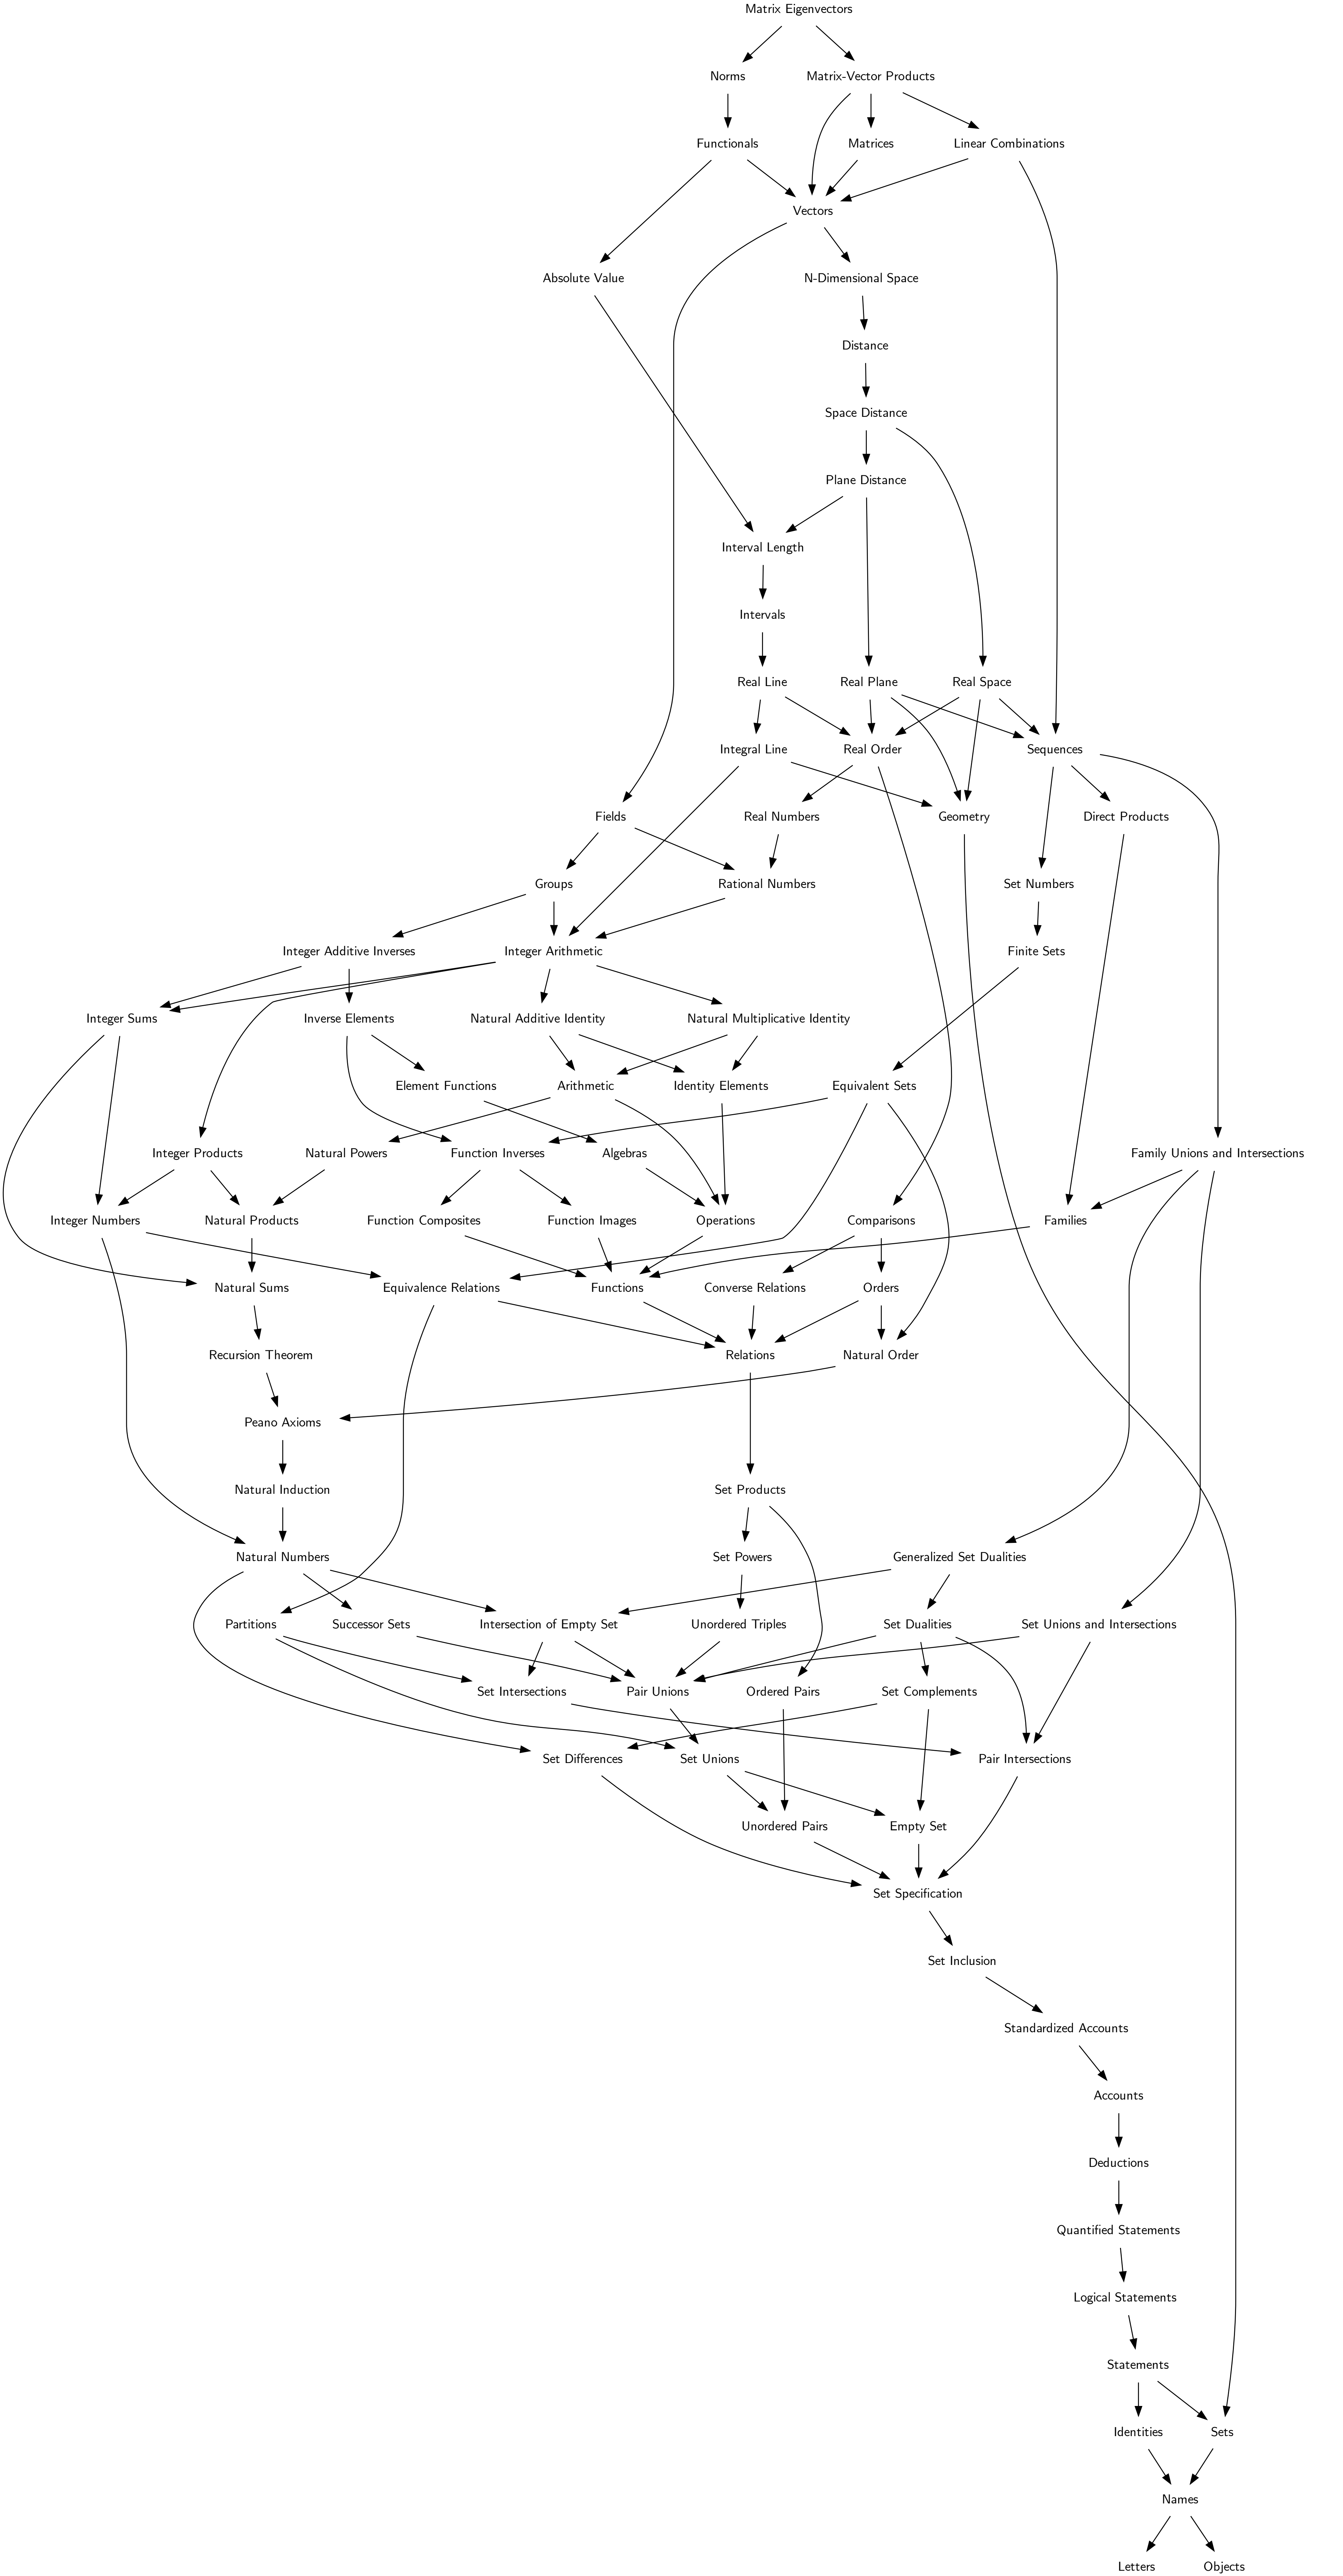 Matrix Eigenvectors
Norms
Matrix-Vector Products
Functionals
Matrices
Linear Combinations
Vectors
Absolute Value
N-Dimensional Space
Distance
Space Distance
Plane Distance
Interval Length
Intervals
Real Line
Real Plane
Real Space
Integral Line
Real Order
Sequences
Fields
Real Numbers
Geometry
Direct Products
Groups
Rational Numbers
Set Numbers
Integer Additive Inverses
Integer Arithmetic
Finite Sets
Integer Sums
Inverse Elements
Natural Additive Identity
Natural Multiplicative Identity
Element Functions
Arithmetic
Identity Elements
Equivalent Sets
Integer Products
Natural Powers
Function Inverses
Algebras
Family Unions and Intersections
Integer Numbers
Natural Products
Function Composites
Function Images
Operations
Comparisons
Families
Natural Sums
Equivalence Relations
Functions
Converse Relations
Orders
Recursion Theorem
Relations
Natural Order
Peano Axioms
Natural Induction
Set Products
Natural Numbers
Set Powers
Generalized Set Dualities
Partitions
Successor Sets
Intersection of Empty Set
Unordered Triples
Set Dualities
Set Unions and Intersections
Set Intersections
Pair Unions
Ordered Pairs
Set Complements
Set Differences
Set Unions
Pair Intersections
Unordered Pairs
Empty Set
Set Specification
Set Inclusion
Standardized Accounts
Accounts
Deductions
Quantified Statements
Logical Statements
Statements
Identities
Sets
Names
Letters
Objects